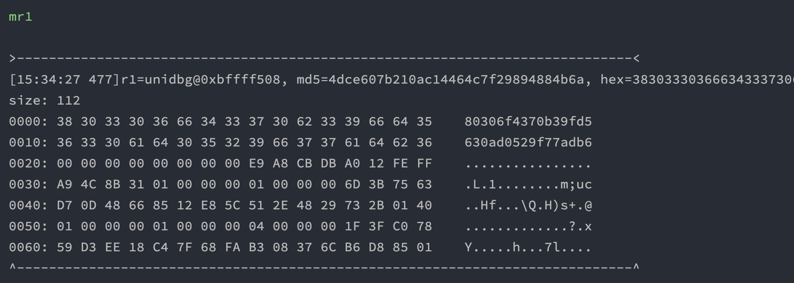 mr1
>-----------------------------------------------------------------------------<
[15:34:27 477]r1=unidbg@0xbffff508, md5=4dce607b210ac14464c7f29894884b6a, hex=383033303666343337306
size: 112
0000: 38 30 33 30 36 66 34 33 37 30 62 33 39 66 64 35    80306f4370b39fd5
0010: 36 33 30 61 64 30 35 32 39 66 37 37 61 64 62 36    630ad0529f77adb6
0020: 00 00 00 00 00 00 00 00 E9 A8 CB DB A0 12 FE FF    ................
0030: A9 4C 8B 31 01 00 00 00 01 00 00 00 6D 3B 75 63    .L.1........m;uc
0040: D7 0D 48 66 85 12 E8 5C 51 2E 48 29 73 2B 01 40    ..Hf...\Q.H)s+.@
0050: 01 00 00 00 01 00 00 00 04 00 00 00 1F 3F C0 78    .............?.x
0060: 59 D3 EE 18 C4 7F 68 FA B3 08 37 6C B6 D8 85 01    Y.....h...7l....
^-----------------------------------------------------------------------------^